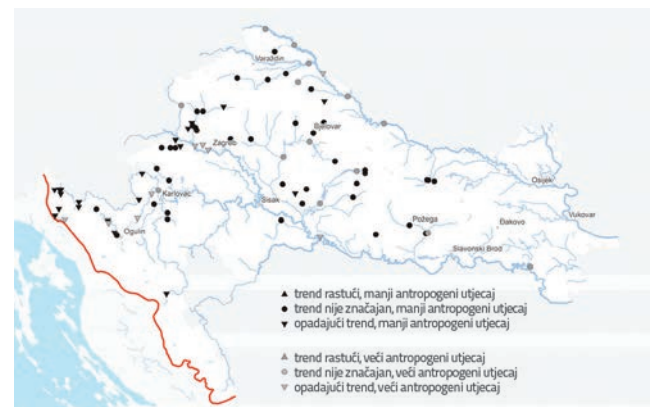 Varaždin
Bjelovar
Zagreb
Karlovac
Sisak
Osijek
Vukovar
Požega
Đakovo
Ogulin
Slavonski Brod
trend rastući, manji antropogeni utjecaj
trend nije značajan, manji antropogeni utjecaj
opadajući trend, manji antropogeni utjecaj
trend rastući, veći antropogeni utjecaj
trend nije značajan, veći antropogeni utjecaj
opadajući trend, veći antropogeni utjecaj